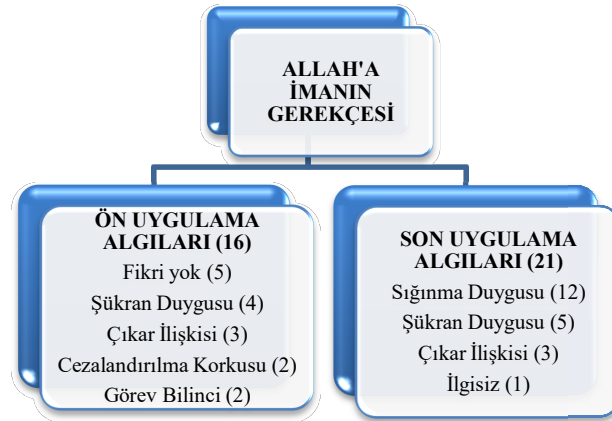 ALLAH'A
İMANIN
GEREKÇESİ
ÖN UYGULAMA
ALGILARI (16)
Fikri yok (5)
Şükran Duygusu (4)
Çıkar İlişkisi (3)
Cezalandırılma Korkusu (2)
Görev Bilinci (2)
SON UYGULAMA
ALGILARI (21)
Sığınma Duygusu (12)
Şükran Duygusu (5)
Çıkar İlişkisi (3)
İlgisiz (1)